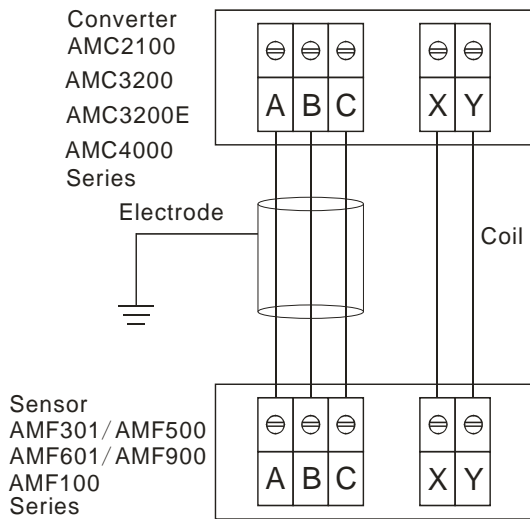 Converter
AMC2100
AMC3200
AMC3200E
AMC4000
Series
A B C X Y
Electrode
Coil
Sensor
AMF301/AMF500
AMF601/AMF900
AMF100
Series
A B C X Y